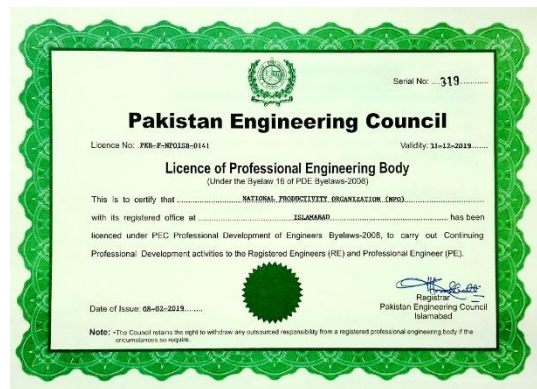 Serial No: ....319............
Pakistan Engineering Council
Licence No: .PEB-F-NPOISB-0141
Validity: 31-12-2019.......
Licence of Professional Engineering Body
(Under the Byelaw 16 of PDE Byelaws-2008)
This is to certify that ........................NATIONAL PRODUCTIVITY ORGANIZATION (NPO)........................
with its registered office at ........................ISLAMABAD........................ has been
licenced under PEC Professional Development of Engineers Byelaws-2008, to carry out Continuing
Professional Development activities to the Registered Engineers (RE) and Professional Engineer (PE).
Registrar
Pakistan Engineering Council
Islamabad
Date of Issue: 08-02-2019........
Note: -The Council retains the right to withdraw any outsourced responsibility from a registered professional engineering body if the
circumstances so require.